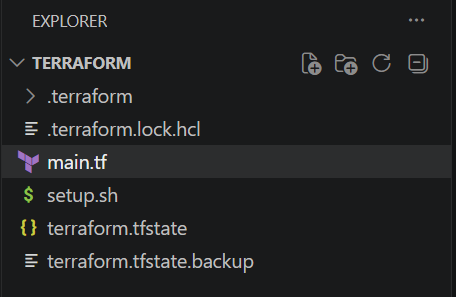 EXPLORER
TERRAFORM
.terraform
.terraform.lock.hcl
main.tf
setup.sh
terraform.tfstate
terraform.tfstate.backup